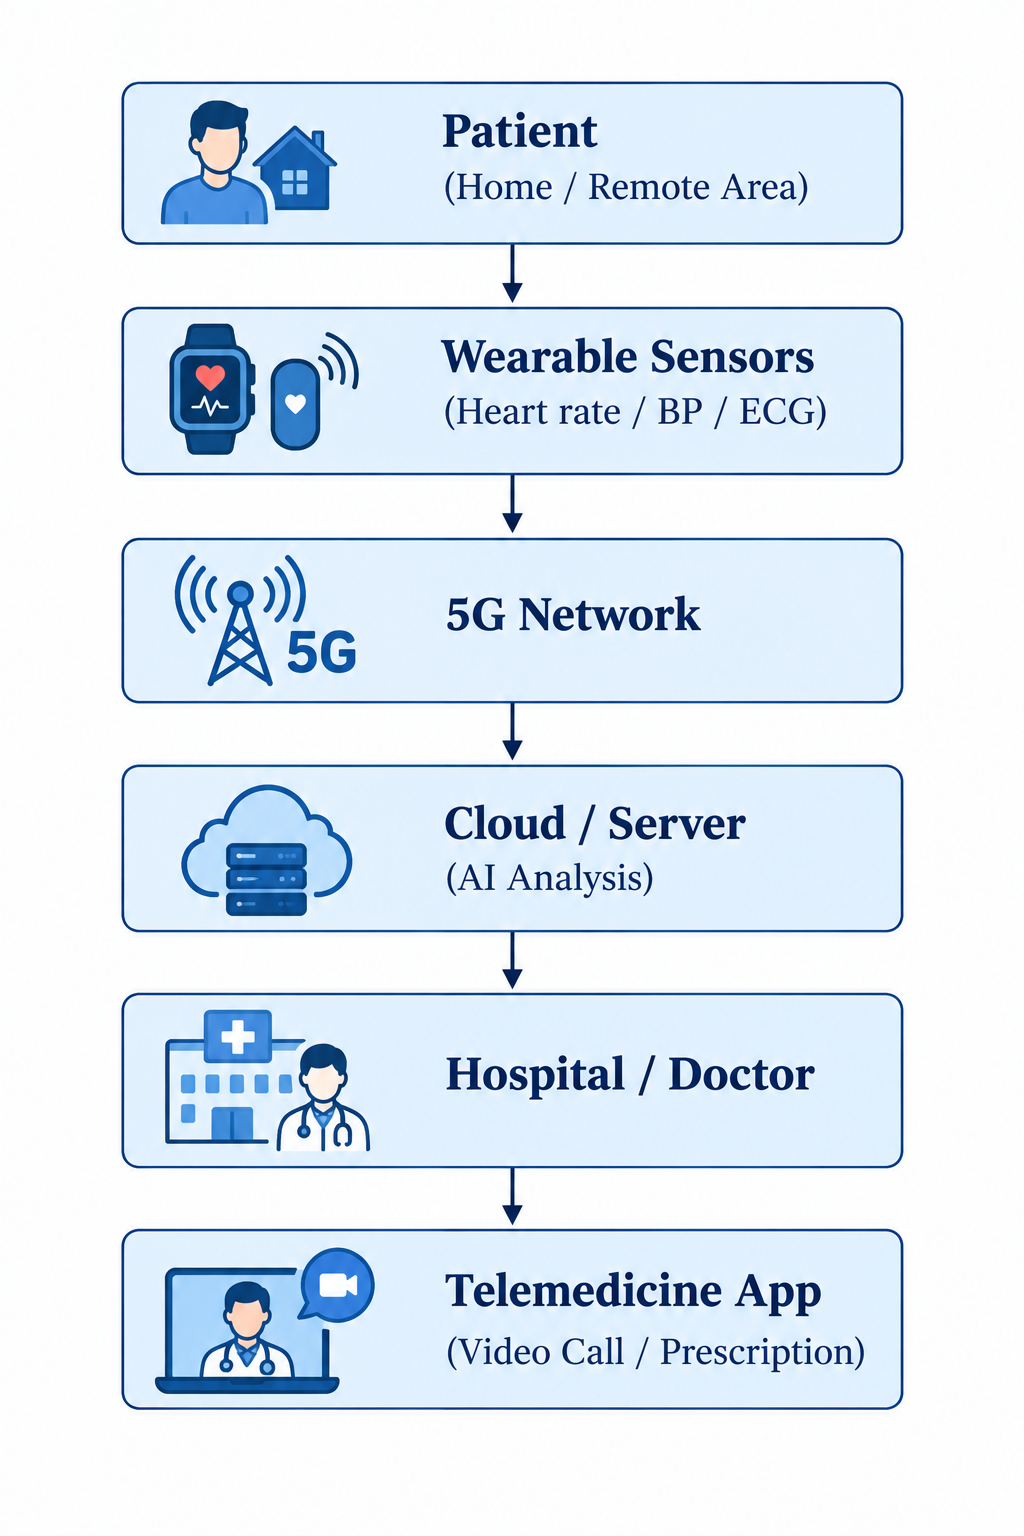 Patient
(Home / Remote Area)
Wearable Sensors
(Heart rate / BP / ECG)
5G
5G Network
Cloud / Server
(AI Analysis)
Hospital / Doctor
Telemedicine App
(Video Call / Prescription)